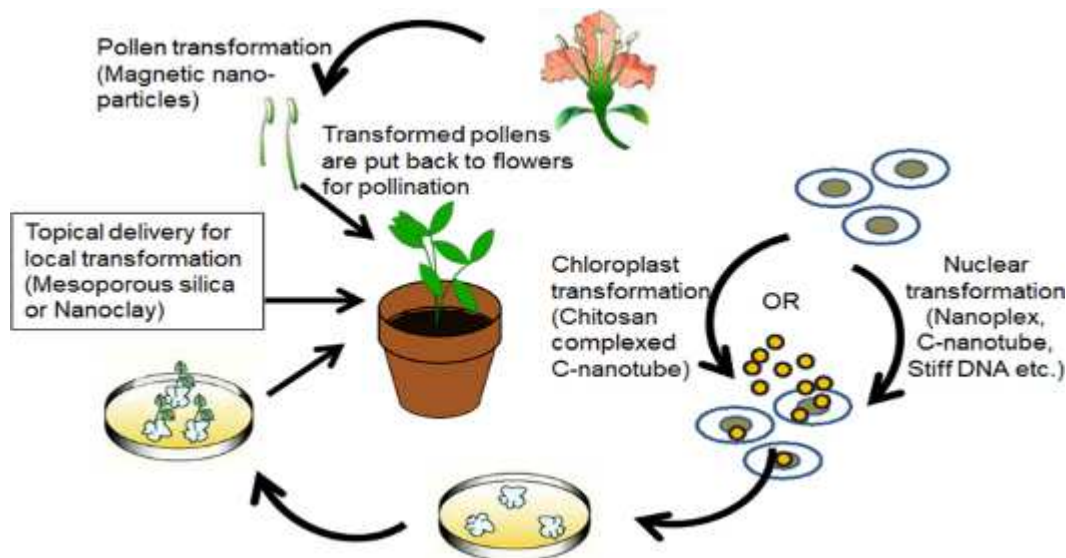 Pollen transformation
(Magnetic nano-
particles)
Transformed pollens
are put back to flowers
for pollination
Topical delivery for
local transformation
(Mesoporous silica
or Nanoclay)
Chloroplast
transformation
(Chitosan
complexed
C-nanotube)
OR
Nuclear
transformation
(Nanoplex,
C-nanotube,
Stiff DNA etc.)